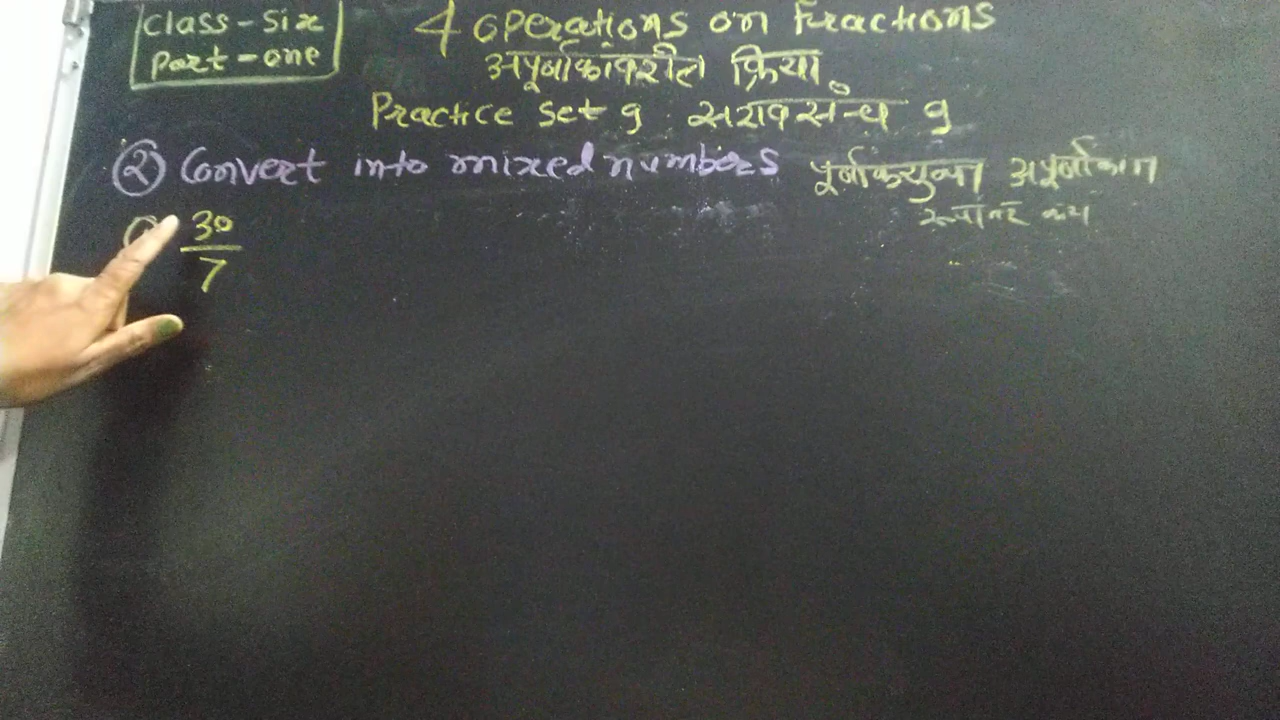 Class - Six
Part - one
4 Operations on Fractions
अपूर्णांकांवरील क्रिया
Practice Set 9 सरावसंच 9
② Convert into mixed numbers पूर्णांकयुक्त अपूर्णांकात
रूपांतर करा
30
7